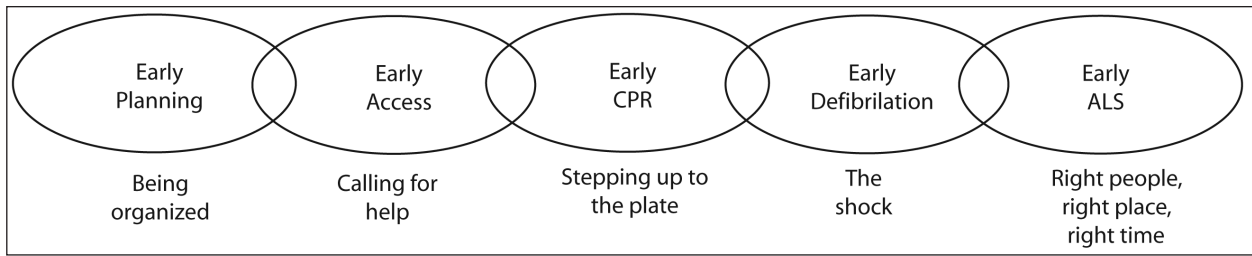 Early
Planning
Early
Access
Early
CPR
Early
Defibrilation
Early
ALS
Being
organized
Calling for
help
Stepping up to
the plate
The
shock
Right people,
right place,
right time